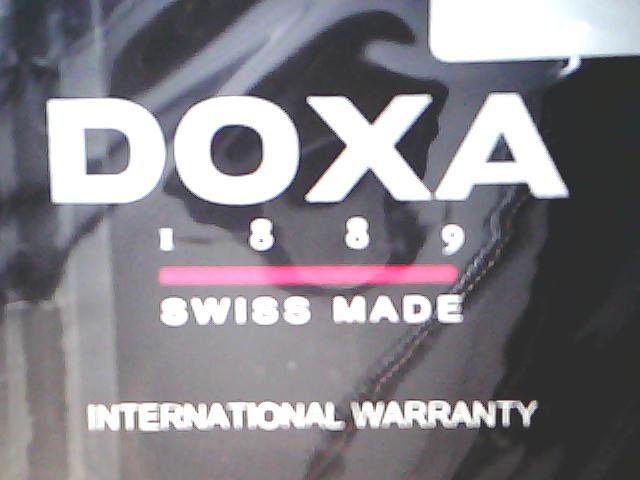 DOXA
1 8 8 9
SWISS MADE
INTERNATIONAL WARRANTY